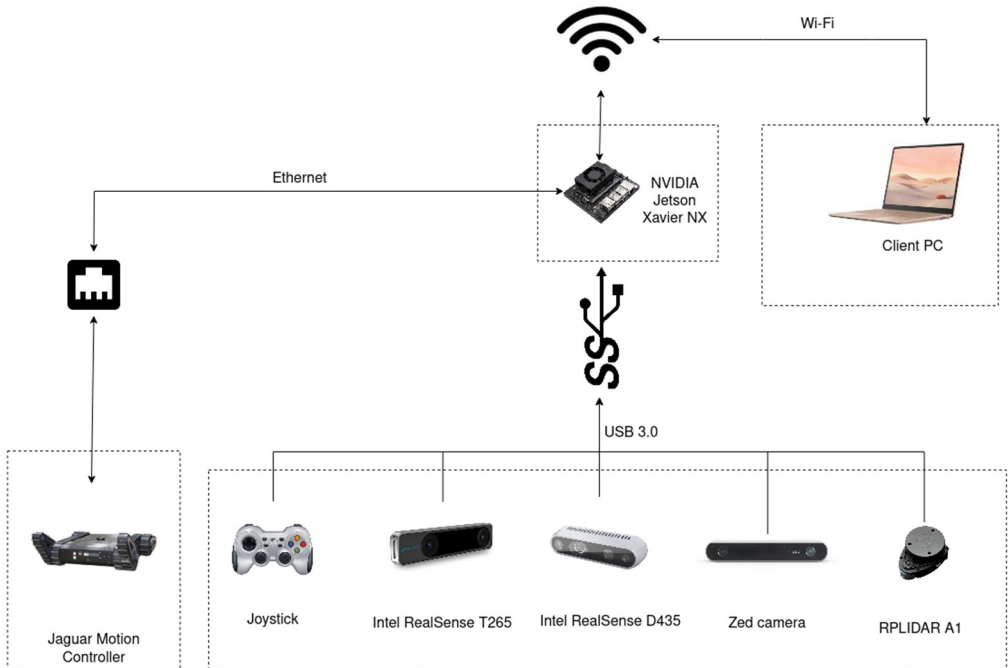 Wi-Fi
Ethernet
NVIDIA
Jetson
Xavier NX
Client PC
SS
USB 3.0
Joystick
Intel RealSense T265
Intel RealSense D435
Zed camera
RPLIDAR A1
Jaguar Motion
Controller